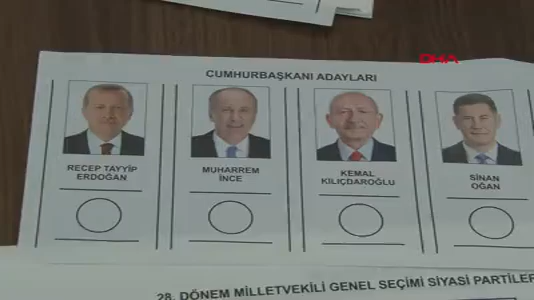 DHA
CUMHURBAŞKANI ADAYLARI
RECEP TAYYİP
ERDOĞAN
MUHARREM
İNCE
KEMAL
KILIÇDAROĞLU
SİNAN
OĞAN
28. DÖNEM MİLLETVEKİLİ GENEL SEÇİMİ SİYASİ PARTİLER